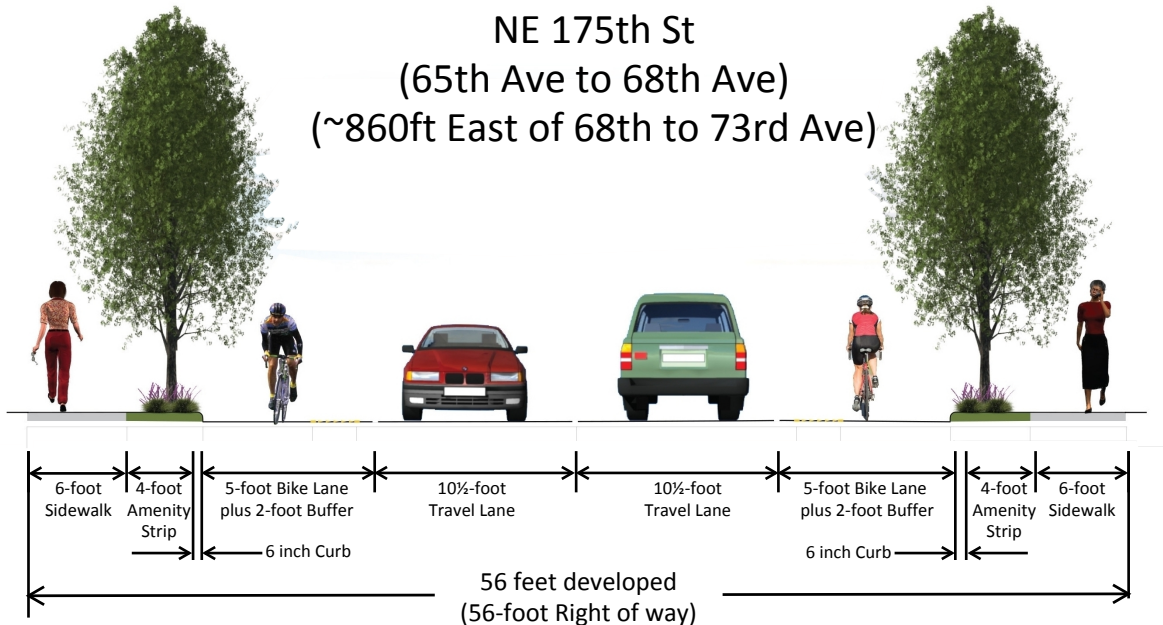 NE 175th St
(65th Ave to 68th Ave)
(~860ft East of 68th to 73rd Ave)
6-foot
Sidewalk
4-foot
Amenity
Strip
5-foot Bike Lane
plus 2-foot Buffer
10½-foot
Travel Lane
10½-foot
Travel Lane
5-foot Bike Lane
plus 2-foot Buffer
4-foot
Amenity
Strip
6-foot
Sidewalk
6 inch Curb
6 inch Curb
56 feet developed
(56-foot Right of way)